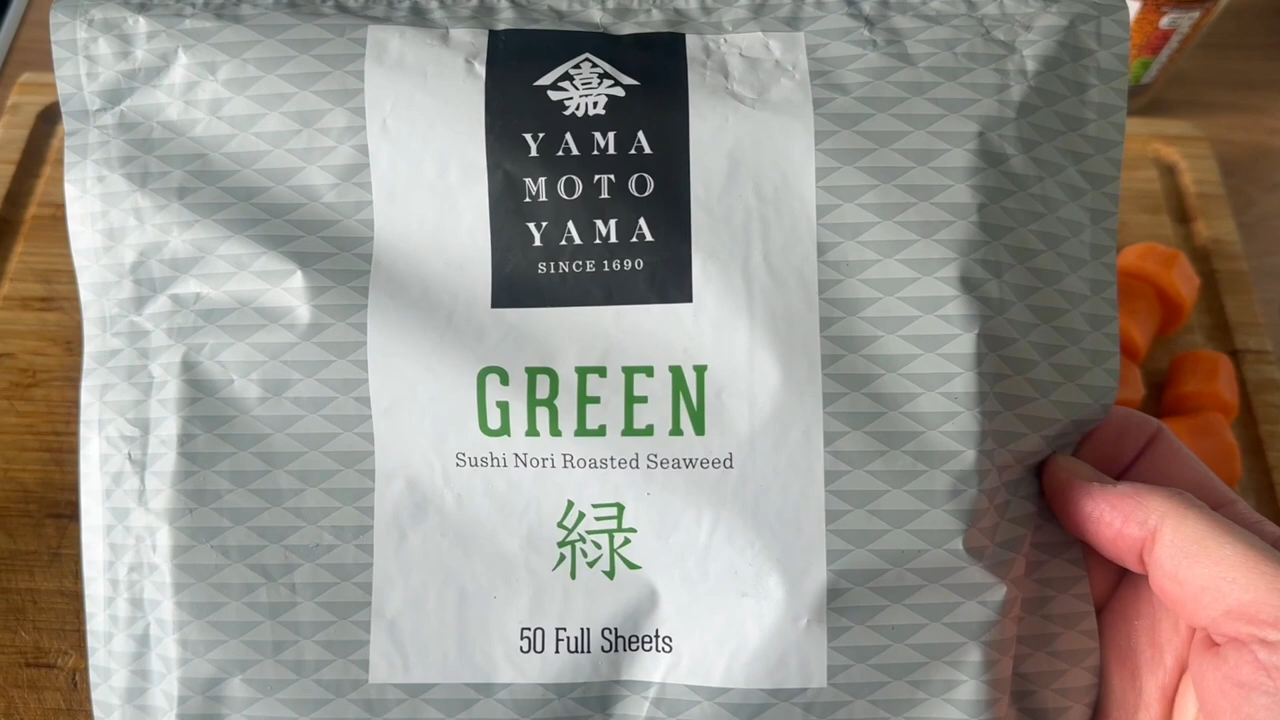 嘉
YAMA
MOTO
YAMA
SINCE 1690
GREEN
Sushi Nori Roasted Seaweed
緑
50 Full Sheets